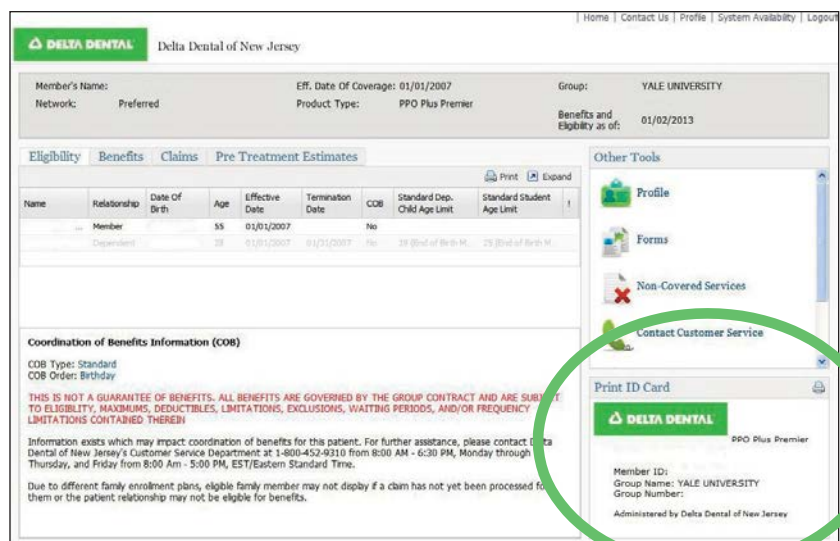 | Home | Contact Us | Profile | System Availability | Logout
DELTA DENTAL Delta Dental of New Jersey
Member's Name: Eff. Date Of Coverage: 01/01/2007 Group: YALE UNIVERSITY
Network: Preferred Product Type: PPO Plus Premier Benefits and Eligiblity as of: 01/02/2013
Eligibility Benefits Claims Pre Treatment Estimates
Print Expand
Name Relationship Date Of Birth Age Effective Date Termination Date COB Standard Dep. Child Age Limit Standard Student Age Limit !
... Member 55 01/01/2007 No
Dependent 01/01/2007 01/31/2007 No
Coordination of Benefits Information (COB)
COB Type: Standard
COB Order: Birthday
THIS IS NOT A GUARANTEE OF BENEFITS. ALL BENEFITS ARE GOVERNED BY THE GROUP CONTRACT AND ARE SUBJECT
TO ELIGIBLITY, MAXIMUMS, DEDUCTIBLES, LIMITATIONS, EXCLUSIONS, WAITING PERIODS, AND/OR FREQUENCY
LIMITATIONS CONTAINED THEREIN
Information exists which may impact coordination of benefits for this patient. For further assistance, please contact Delta
Dental of New Jersey's Customer Service Department at 1-800-452-9310 from 8:00 AM - 6:30 PM, Monday through
Thursday, and Friday from 8:00 Am - 5:00 PM, EST/Eastern Standard Time.
Due to different family enrollment plans, eligible family member may not display if a claim has not yet been processed for
them or the patient relationship may not be eligible for benefits.
Other Tools
Profile
Forms
Non-Covered Services
Contact Customer Service
Print ID Card
DELTA DENTAL
PPO Plus Premier
Member ID:
Group Name: YALE UNIVERSITY
Group Number:
Administered by Delta Dental of New Jersey